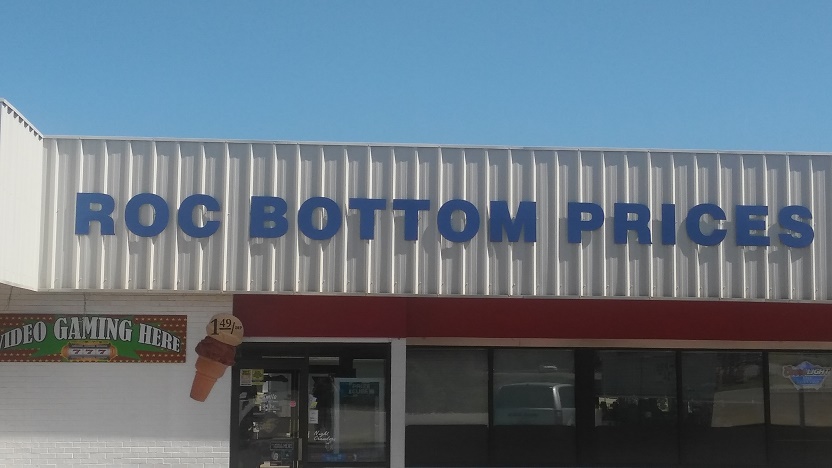 ROC BOTTOM PRICES
VIDEO GAMING HERE
777
1 49/